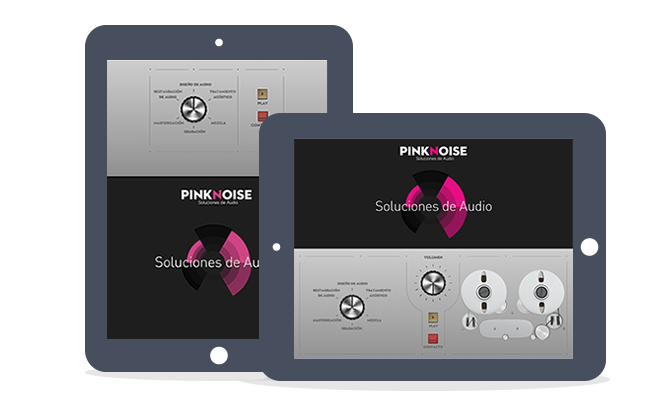 DISEÑO DE AUDIO
RESTAURACIÓN
DE AUDIO
TRATAMIENTO
ACÚSTICO
MASTERIZACIÓN
MEZCLA
GRABACIÓN
PLAY
PINKNOISE
Soluciones de Audio
Soluciones de Au
PINKNOISE
Soluciones de Audio
Soluciones de Audio
VOLUMEN
DISEÑO DE AUDIO
RESTAURACIÓN
DE AUDIO
TRATAMIENTO
ACÚSTICO
MASTERIZACIÓN
MEZCLA
GRABACIÓN
PLAY
CONTACTO